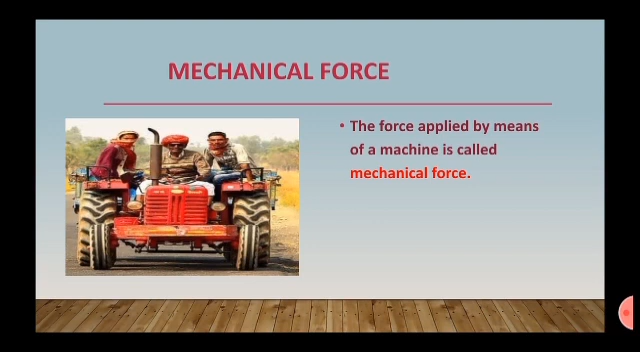 MECHANICAL FORCE
• The force applied by means
of a machine is called
mechanical force.